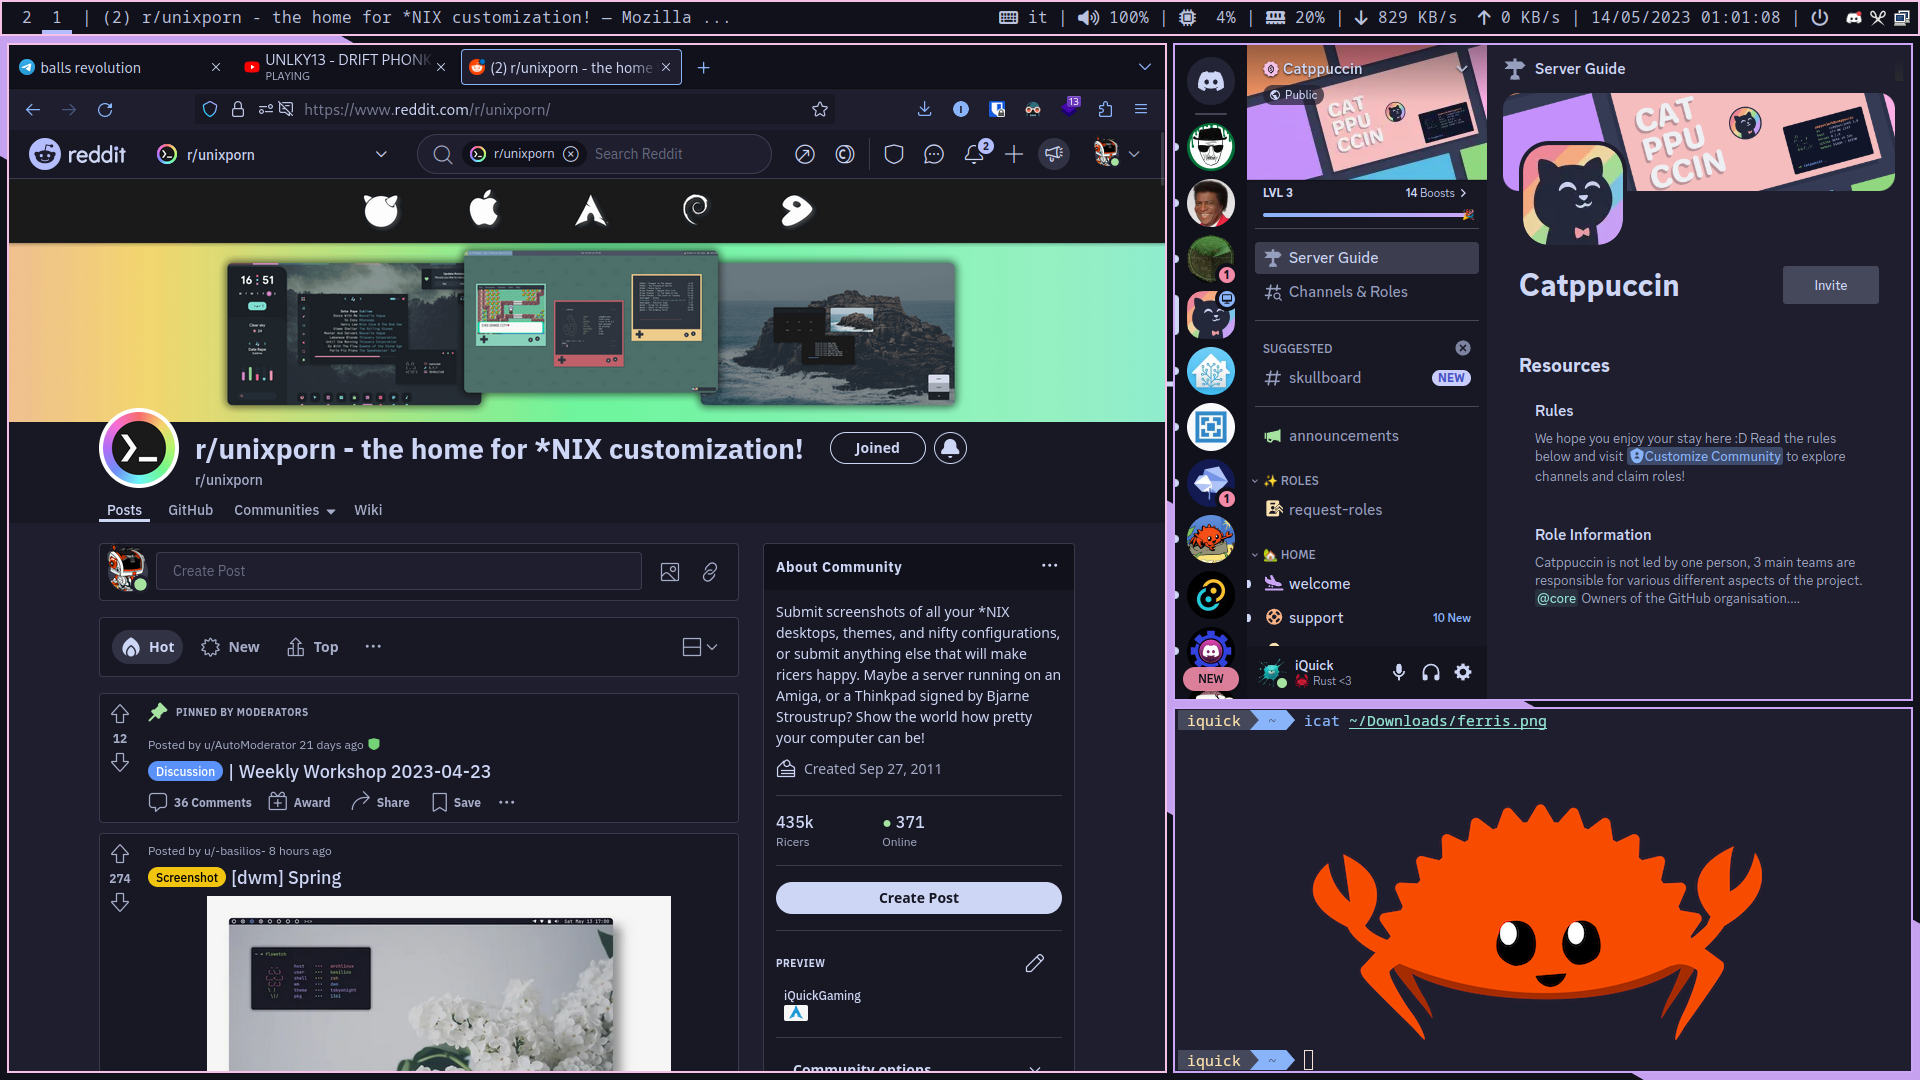 2 1 | (2) r/unixporn - the home for *NIX customization! — Mozilla ...
it | 100% | 4% | 20% | 829 KB/s 0 KB/s | 14/05/2023 01:01:08 |
balls revolution
UNLKY13 - DRIFT PHONK
PLAYING
(2) r/unixporn - the home
https://www.reddit.com/r/unixporn/
13
reddit
r/unixporn
r/unixporn
Search Reddit
2
16:51
r/unixporn - the home for *NIX customization!
Joined
r/unixporn
Posts
GitHub
Communities
Wiki
Create Post
Hot
New
Top
PINNED BY MODERATORS
12
Posted by u/AutoModerator 21 days ago
Discussion | Weekly Workshop 2023-04-23
36 Comments
Award
Share
Save
Posted by u/-basilios- 8 hours ago
274
Screenshot [dwm] Spring
About Community
Submit screenshots of all your *NIX
desktops, themes, and nifty configurations,
or submit anything else that will make
ricers happy. Maybe a server running on an
Amiga, or a Thinkpad signed by Bjarne
Stroustrup? Show the world how pretty
your computer can be!
Created Sep 27, 2011
435k
Ricers
371
Online
Create Post
PREVIEW
iQuickGaming
Community options
1
1
NEW
Catppuccin
Public
CAT
PPU
CCIN
LVL 3
14 Boosts
Server Guide
Channels & Roles
SUGGESTED
skullboard
NEW
announcements
ROLES
request-roles
HOME
welcome
support
10 New
iQuick
Rust <3
Server Guide
CAT
PPU
CCIN
Catppuccin
Invite
Resources
Rules
We hope you enjoy your stay here :D Read the rules
below and visit Customize Community to explore
channels and claim roles!
Role Information
Catppuccin is not led by one person, 3 main teams are
responsible for various different aspects of the project.
@core Owners of the GitHub organisation....
iquick ~ icat ~/Downloads/ferris.png
iquick ~